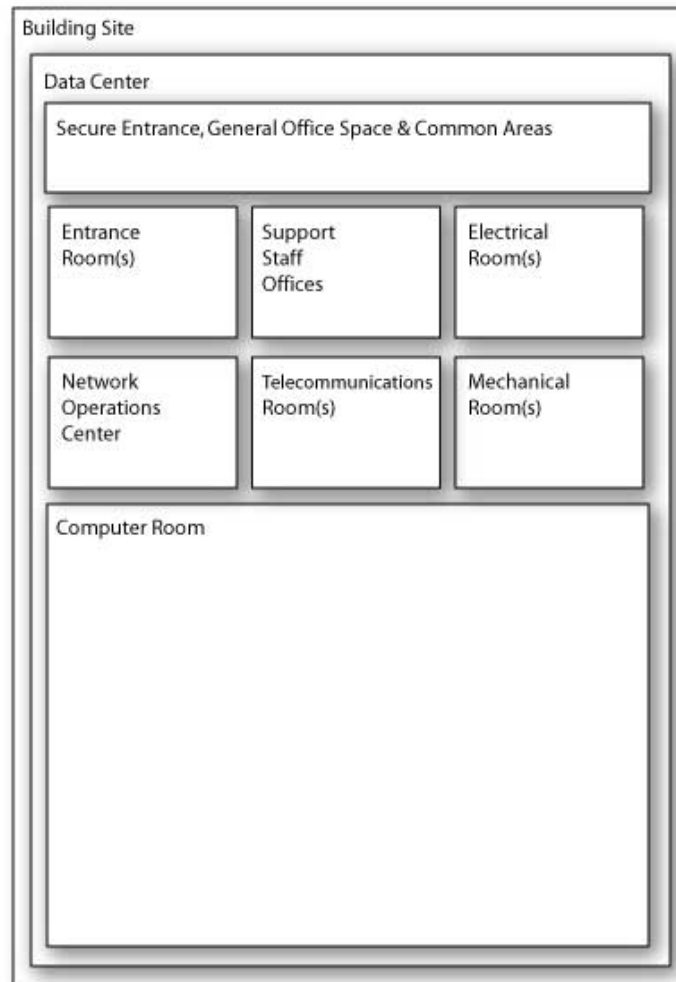 Building Site
Data Center
Secure Entrance, General Office Space & Common Areas
Entrance
Room(s)
Support
Staff
Offices
Electrical
Room(s)
Network
Operations
Center
Telecommunications
Room(s)
Mechanical
Room(s)
Computer Room